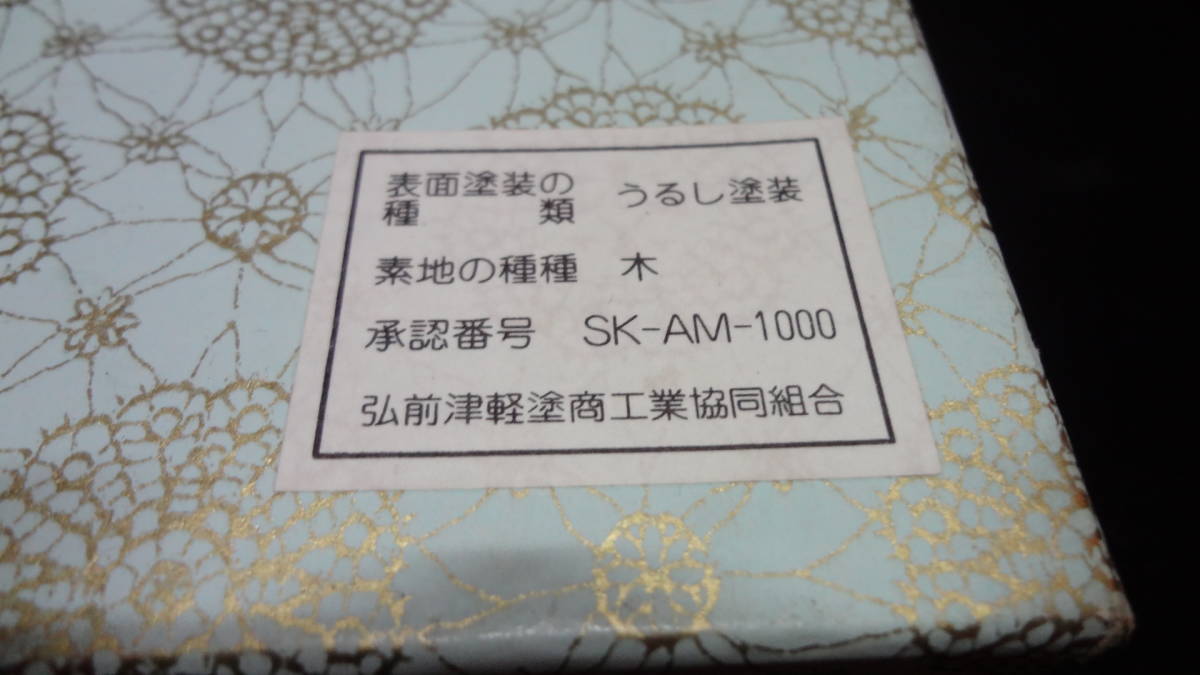 表面塗装の
種類 うるし塗装
素地の種種 木
承認番号 SK-AM-1000
弘前津軽塗商工業協同組合